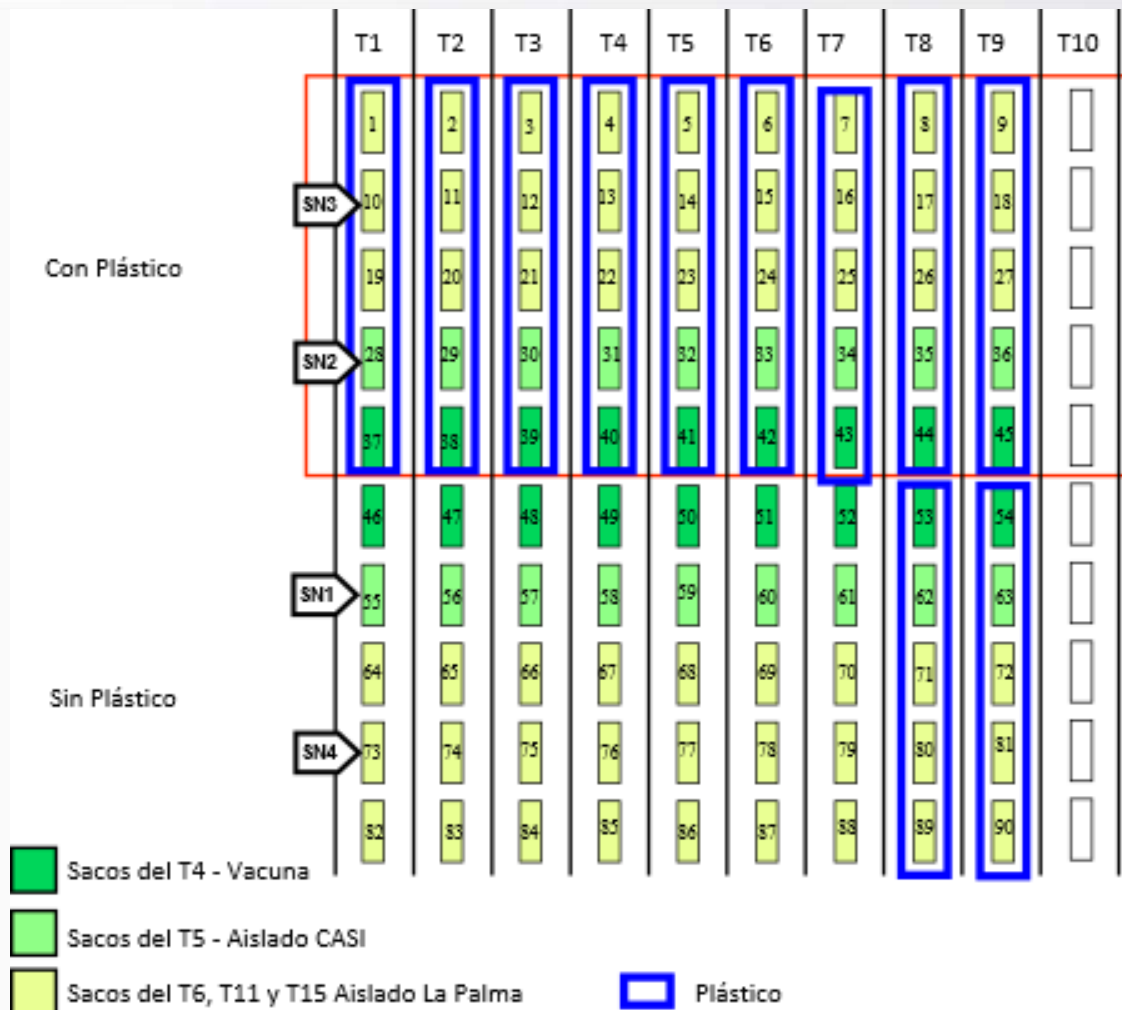 T1 T2 T3 T4 T5 T6 T7 T8 T9 T10
1 2 3 4 5 6 7 8 9
SN3 10 11 12 13 14 15 16 17 18
Con Plástico
19 20 21 22 23 24 25 26 27
SN2 28 29 30 31 32 33 34 35 36
37 38 39 40 41 42 43 44 45
46 47 48 49 50 51 52 53 54
SN1 55 56 57 58 59 60 61 62 63
64 65 66 67 68 69 70 71 72
Sin Plástico
SN4 73 74 75 76 77 78 79 80 81
82 83 84 85 86 87 88 89 90
Sacos del T4 - Vacuna
Sacos del T5 - Aislado CASI
Sacos del T6, T11 y T15 Aislado La Palma
Plástico